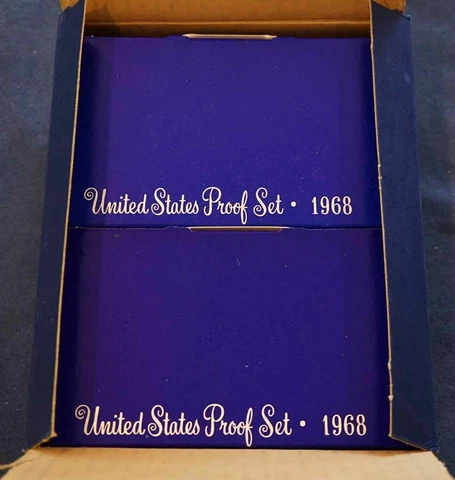 United States Proof Set • 1968
United States Proof Set • 1968